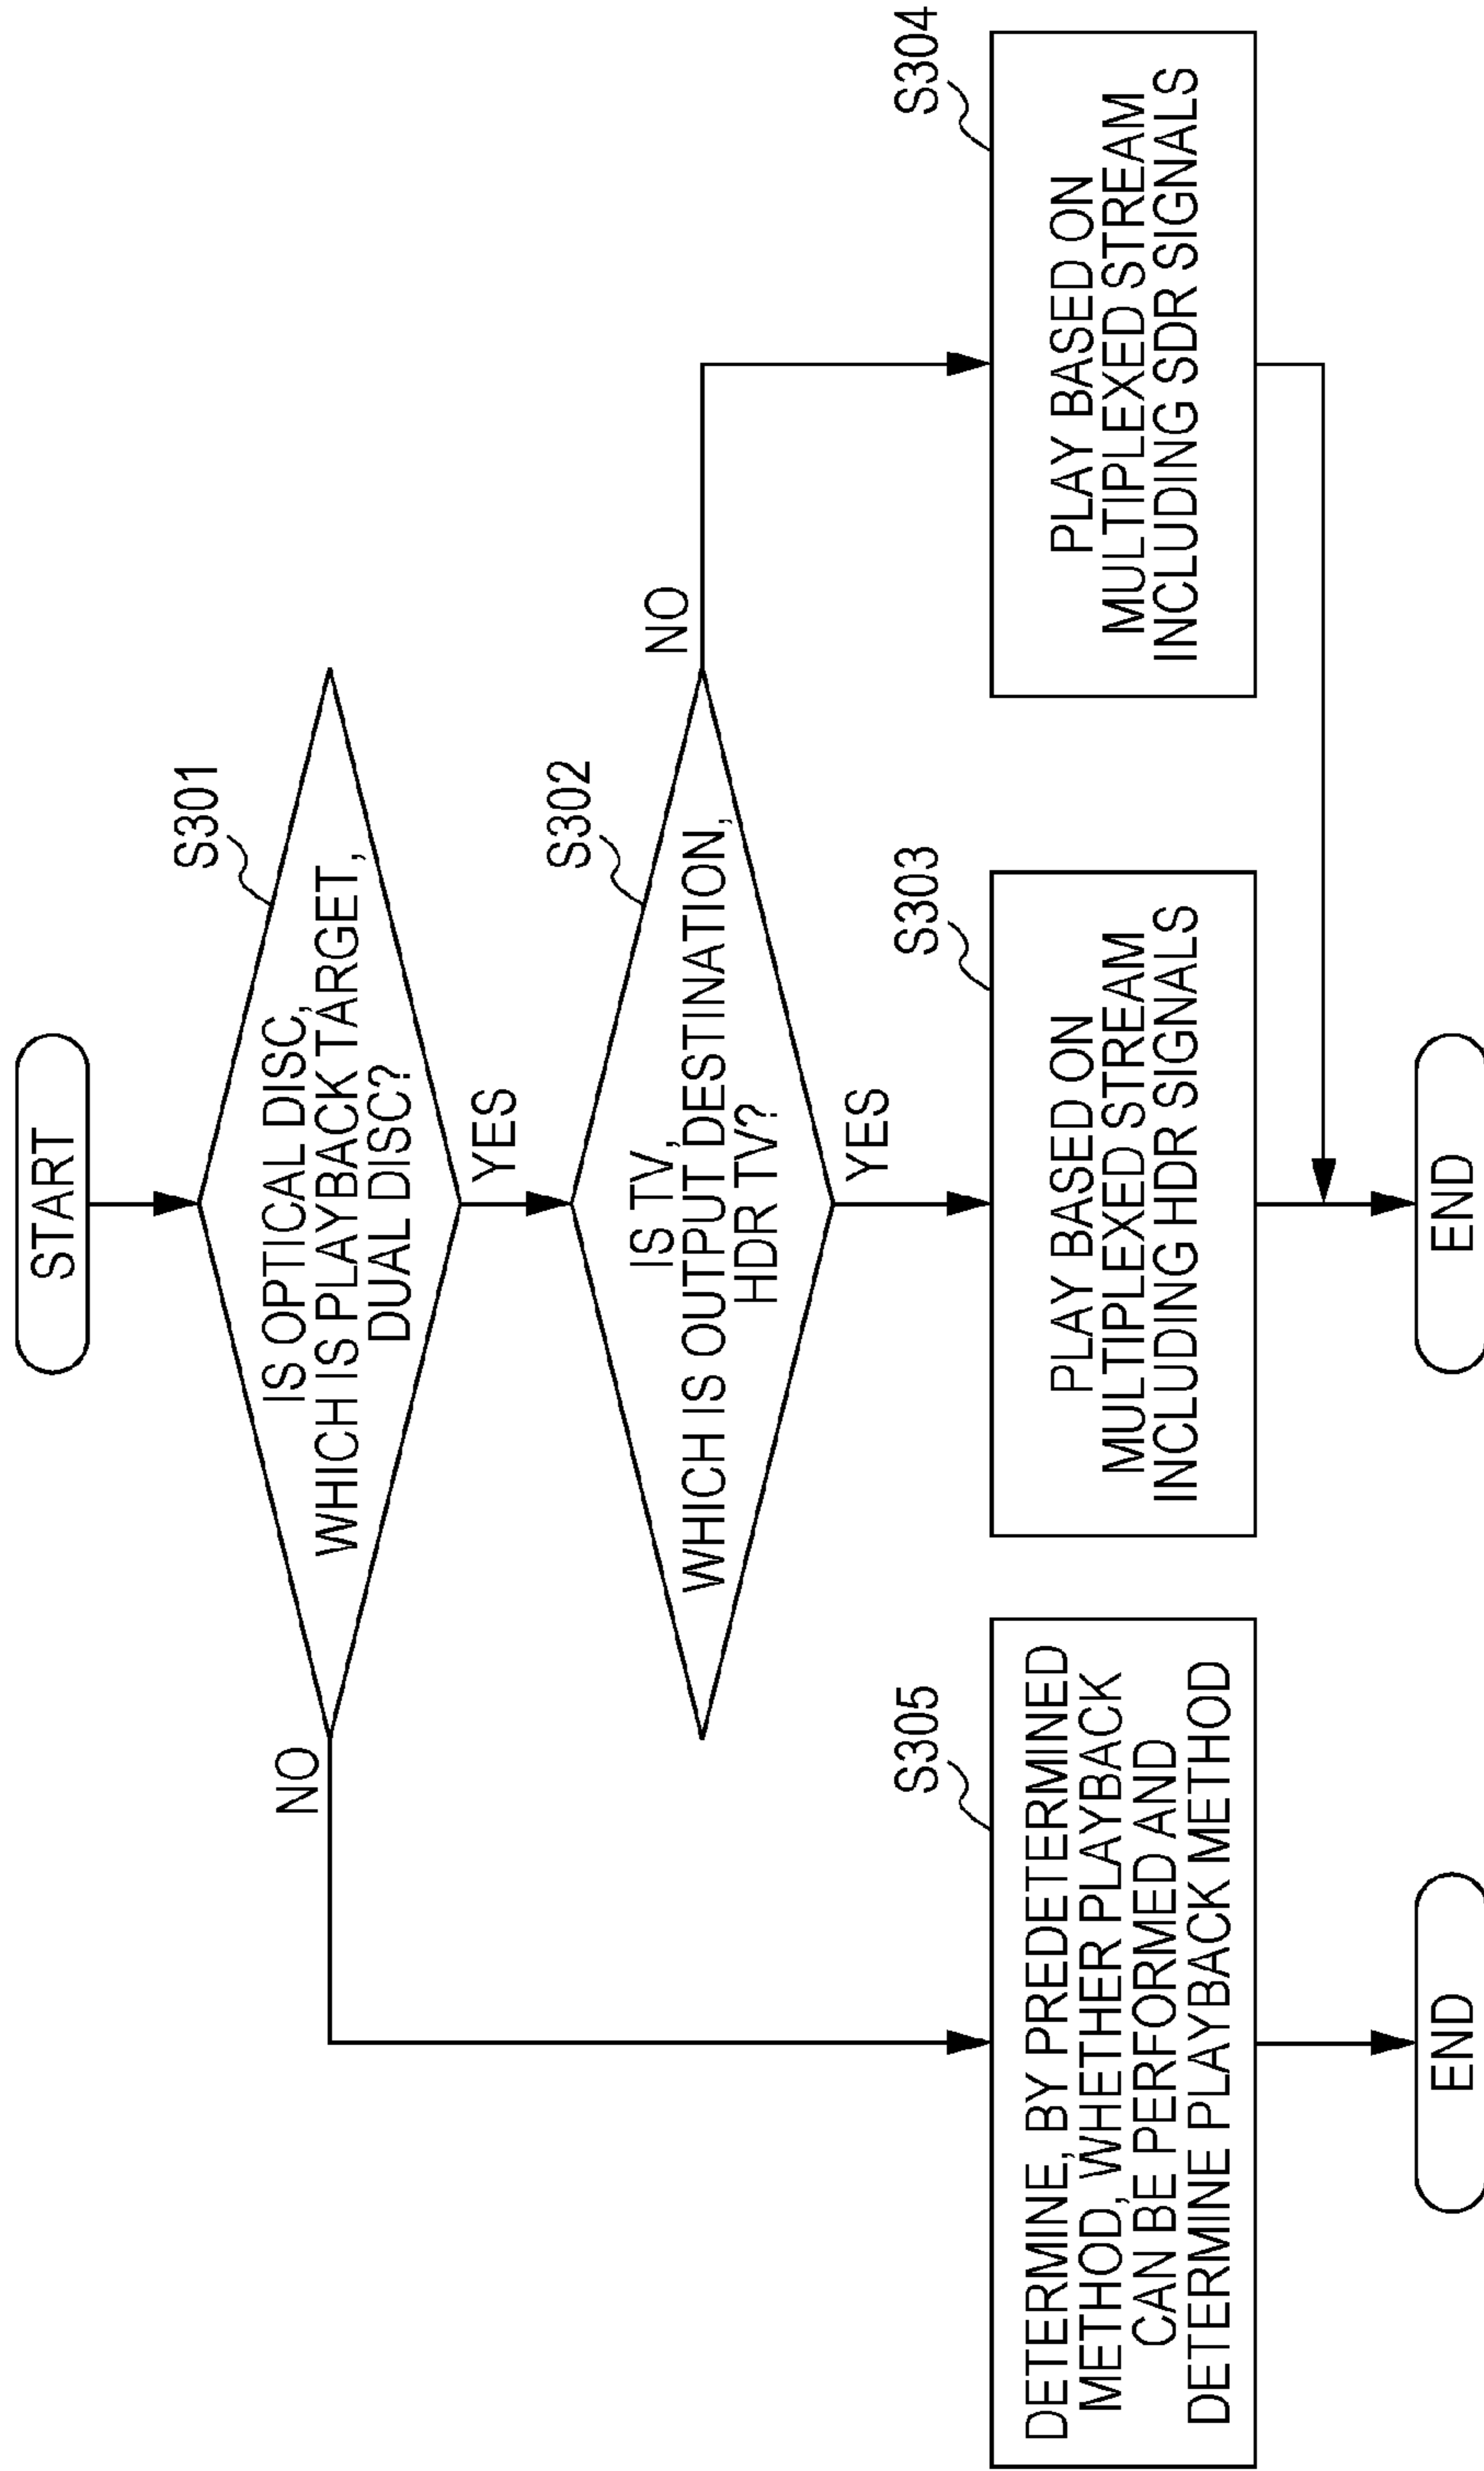 START
S301
IS OPTICAL DISC,
WHICH IS PLAYBACK TARGET,
DUAL DISC?
NO
YES
S302
IS TV,
WHICH IS OUTPUT DESTINATION,
HDR TV?
NO
YES
S305
DETERMINE, BY PREDETERMINED
METHOD, WHETHER PLAYBACK
CAN BE PERFORMED AND
DETERMINE PLAYBACK METHOD
S303
PLAY BASED ON
MULTIPLEXED STREAM
INCLUDING HDR SIGNALS
S304
PLAY BASED ON
MULTIPLEXED STREAM
INCLUDING SDR SIGNALS
END
END